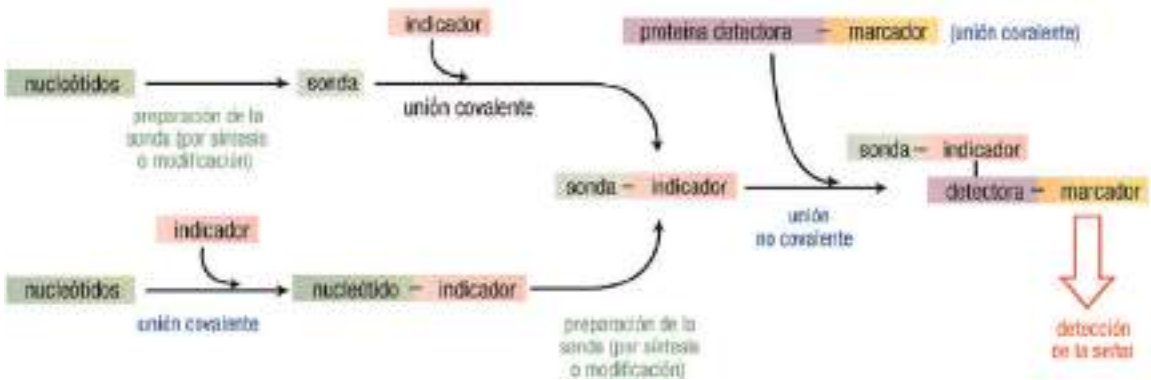 indicador
proteína detectora – marcador (unión covalente)
nucleótidos
sonda
unión covalente
preparación de la
sonda (por síntesis
o modificación)
sonda – indicador
detectora – marcador
sonda – indicador
unión
no covalente
indicador
nucleótidos
nucleótido – indicador
unión covalente
preparación de la
sonda (por síntesis
o modificación)
detección
de la señal